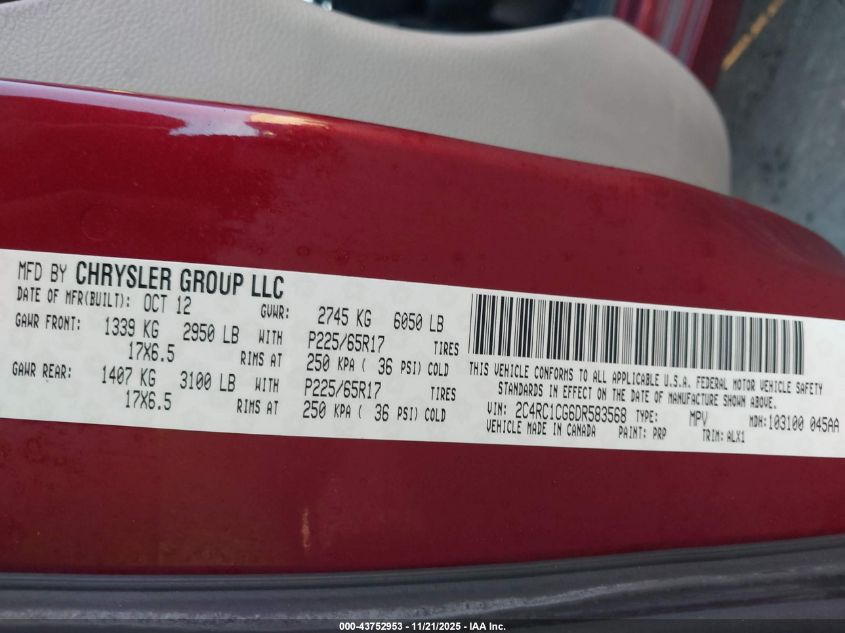 MFD BY CHRYSLER GROUP LLC
DATE OF MFR(BUILT): OCT 12 GVWR: 2745 KG 6050 LB
GAWR FRONT: 1339 KG 2950 LB WITH P225/65R17 TIRES
17X6.5 RIMS AT 250 KPA ( 36 PSI) COLD
GAWR REAR: 1407 KG 3100 LB WITH P225/65R17 TIRES
17X6.5 RIMS AT 250 KPA ( 36 PSI) COLD
THIS VEHICLE CONFORMS TO ALL APPLICABLE U.S.A. FEDERAL MOTOR VEHICLE SAFETY
STANDARDS IN EFFECT ON THE DATE OF MANUFACTURE SHOWN ABOVE.
VIN: 2C4RC1CG6DR583568 TYPE: MPV MDH:103100 045AA
VEHICLE MADE IN CANADA PAINT: PRP TRIM: ALX1
000-43752953 - 11/21/2025 - IAA Inc.